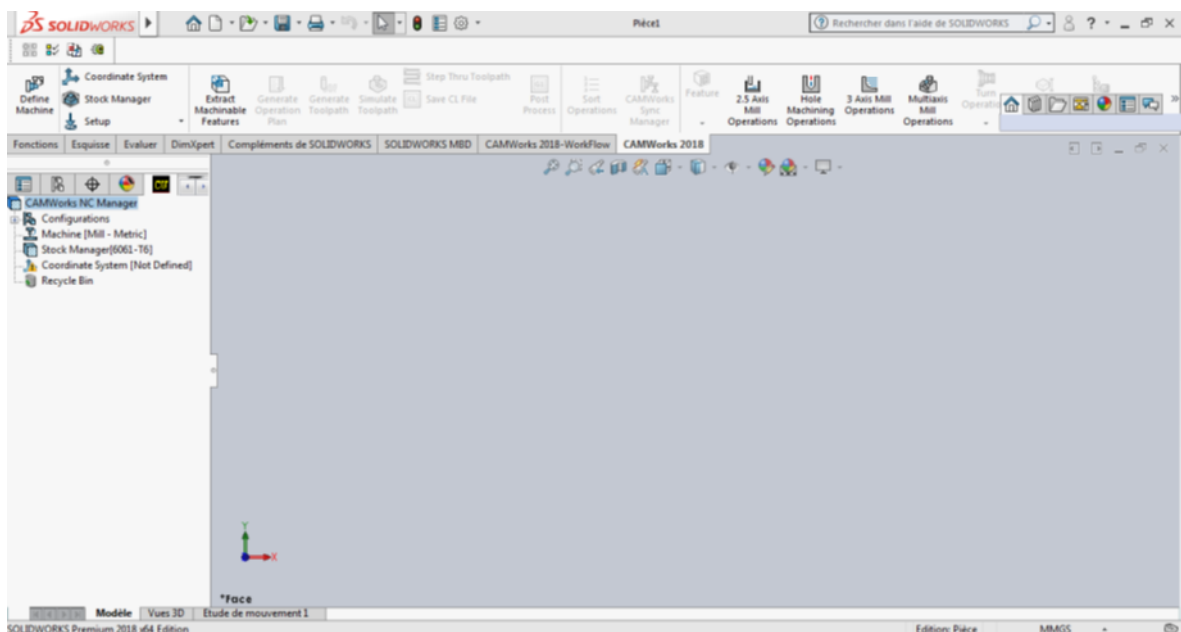 SOLIDWORKS
Pièce1
Rechercher dans l'aide de SOLIDWORKS
?
Define Machine
Coordinate System
Stock Manager
Setup
Extract Machinable Features
Generate Operation Plan
Generate Toolpath
Simulate Toolpath
Step Thru Toolpath
Save CL File
Post Process
Sort Operations
CAMWorks Sync Manager
Feature
2.5 Axis Mill Operations
Hole Machining Operations
3 Axis Mill Operations
Multiaxis Mill Operations
Turn
Fonctions Esquisse Evaluer DimXpert Compléments de SOLIDWORKS SOLIDWORKS MBD CAMWorks 2018-WorkFlow CAMWorks 2018
CAMWorks NC Manager
Configurations
Machine [Mill - Metric]
Stock Manager[6061-T6]
Coordinate System [Not Defined]
Recycle Bin
Y
X
*Face
Modèle Vues 3D Etude de mouvement 1
SOLIDWORKS Premium 2018 x64 Edition Edition: Pièce MMGS